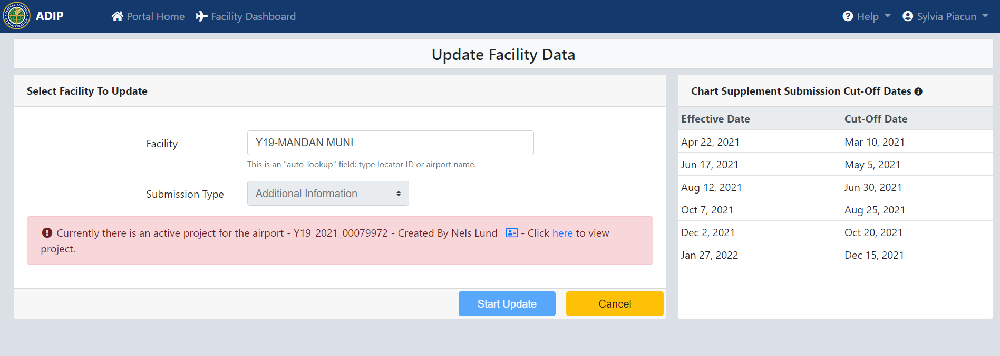 ADIP
Portal Home
Facility Dashboard
Help
Sylvia Piacun
Update Facility Data
Select Facility To Update
Facility
Y19-MANDAN MUNI
This is an "auto-lookup" field: type locator ID or airport name.
Submission Type
Additional Information
Currently there is an active project for the airport - Y19_2021_00079972 - Created By Nels Lund - Click here to view
project.
Start Update
Cancel
Chart Supplement Submission Cut-Off Dates
Effective Date Cut-Off Date
Apr 22, 2021 Mar 10, 2021
Jun 17, 2021 May 5, 2021
Aug 12, 2021 Jun 30, 2021
Oct 7, 2021 Aug 25, 2021
Dec 2, 2021 Oct 20, 2021
Jan 27, 2022 Dec 15, 2021